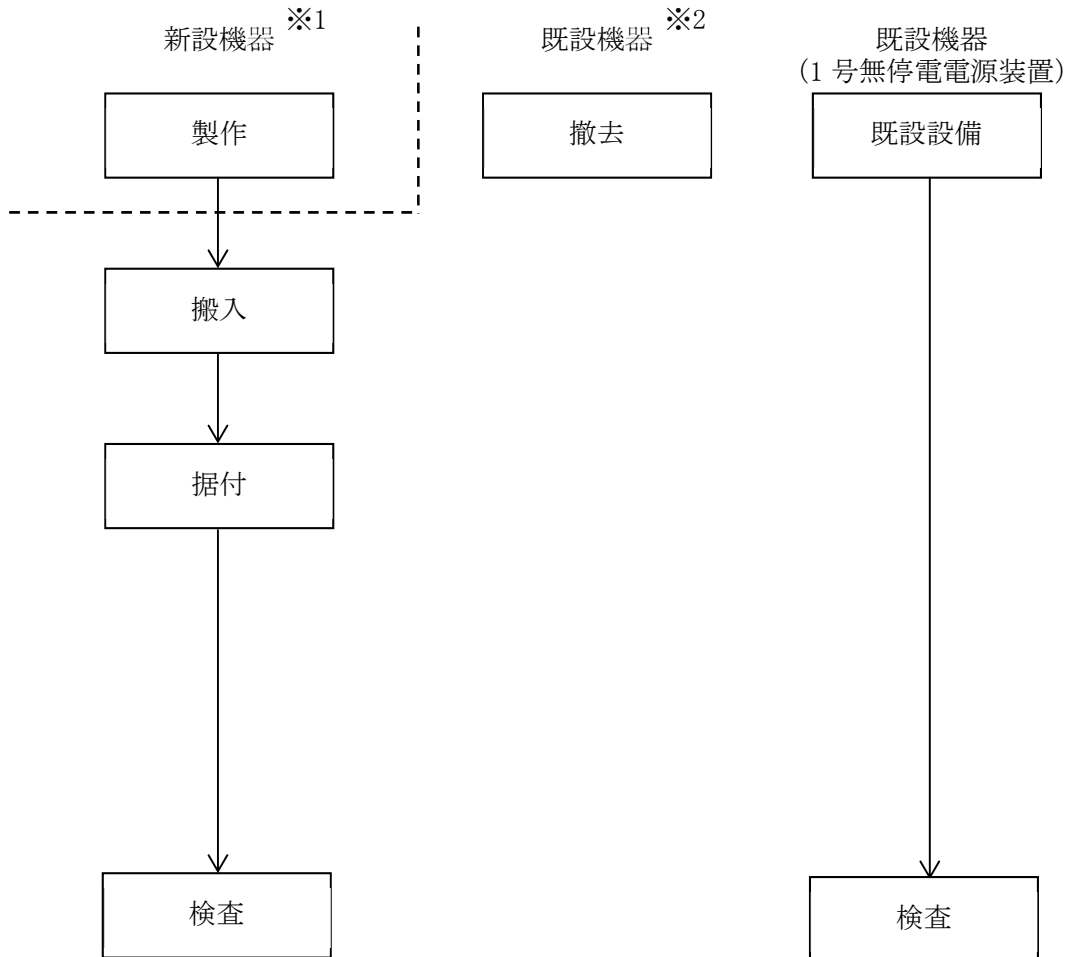 新設機器 ※1
製作
搬入
据付
検査
既設機器 ※2
撤去
既設機器
(1号無停電電源装置)
既設設備
検査